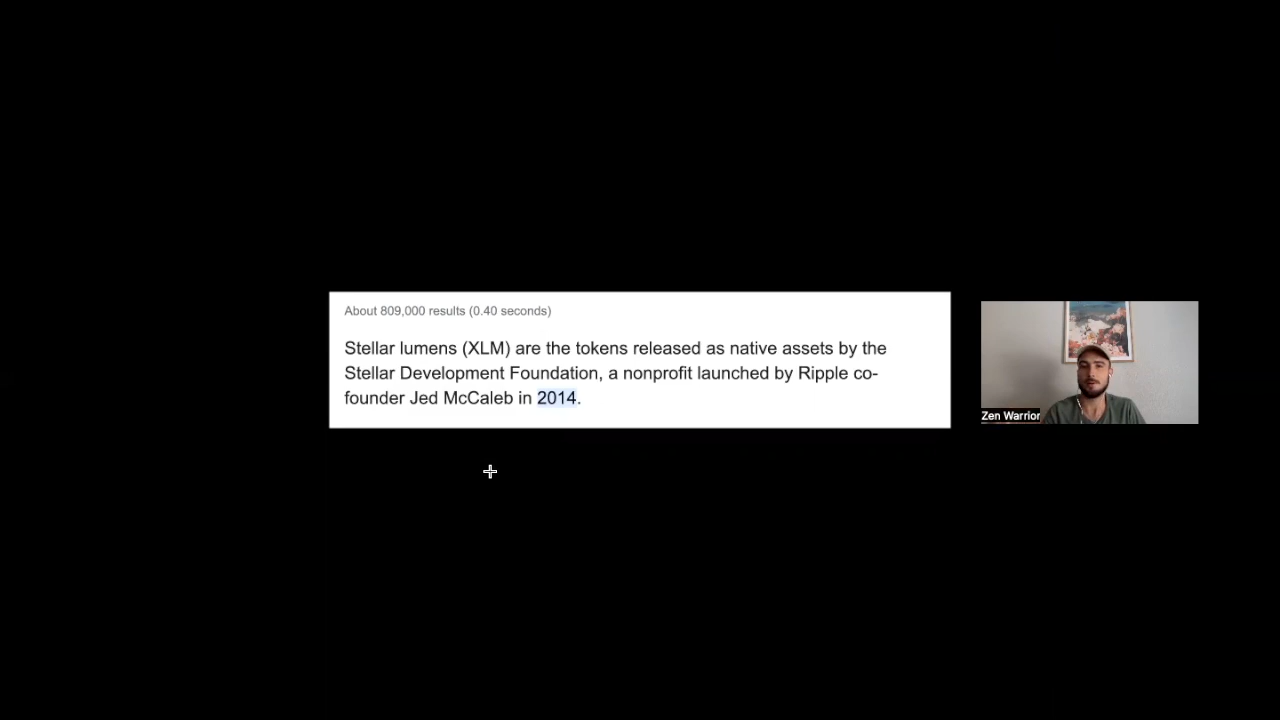 About 809,000 results (0.40 seconds)
Stellar lumens (XLM) are the tokens released as native assets by the
Stellar Development Foundation, a nonprofit launched by Ripple co-
founder Jed McCaleb in 2014.
Zen Warrior